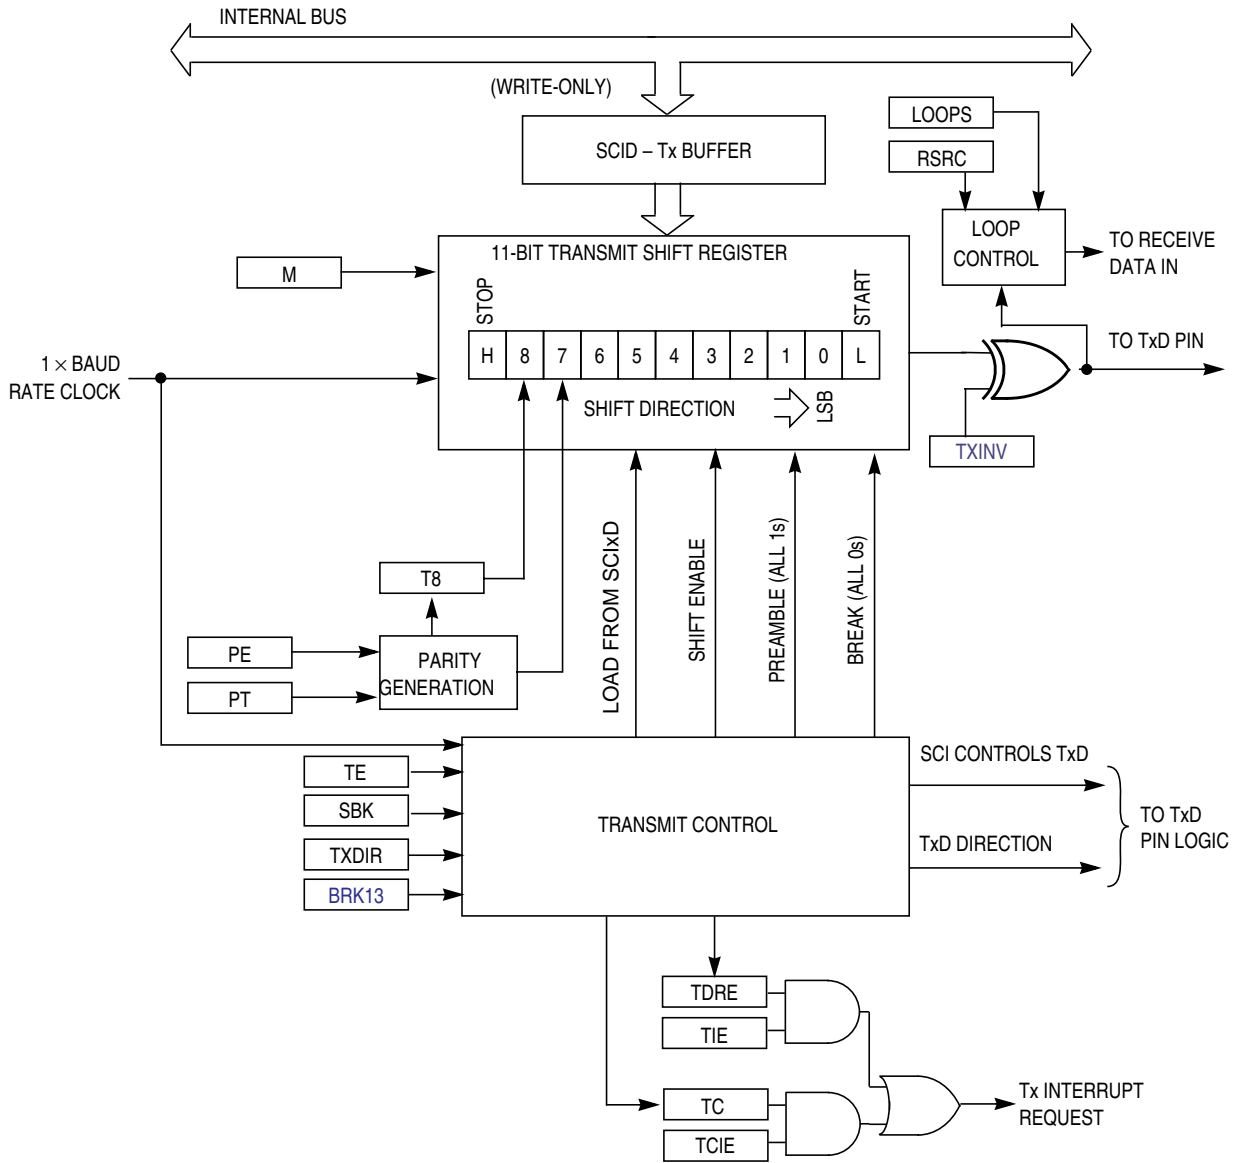 INTERNAL BUS
(WRITE-ONLY)
SCID – Tx BUFFER
LOOPS
RSRC
LOOP
CONTROL
TO RECEIVE
DATA IN
11-BIT TRANSMIT SHIFT REGISTER
M
STOP
START
H 8 7 6 5 4 3 2 1 0 L
1 × BAUD
RATE CLOCK
SHIFT DIRECTION
LSB
TO TxD PIN
TXINV
T8
PE
PT
PARITY
GENERATION
LOAD FROM SCIxD
SHIFT ENABLE
PREAMBLE (ALL 1s)
BREAK (ALL 0s)
TE
SBK
TXDIR
BRK13
TRANSMIT CONTROL
SCI CONTROLS TxD
TxD DIRECTION
TO TxD
PIN LOGIC
TDRE
TIE
TC
TCIE
Tx INTERRUPT
REQUEST